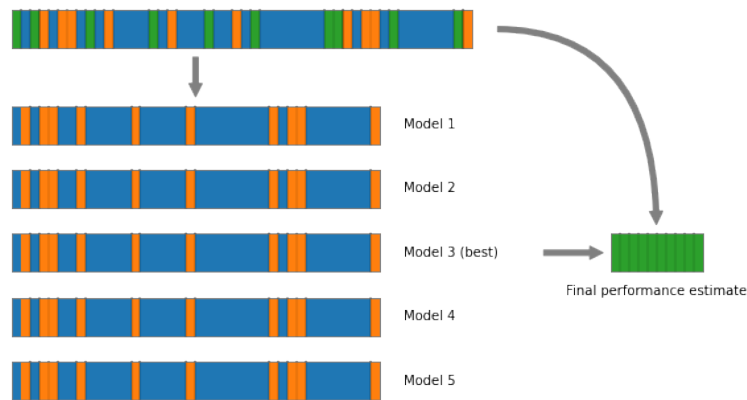 Model 1
Model 2
Model 3 (best)
Final performance estimate
Model 4
Model 5